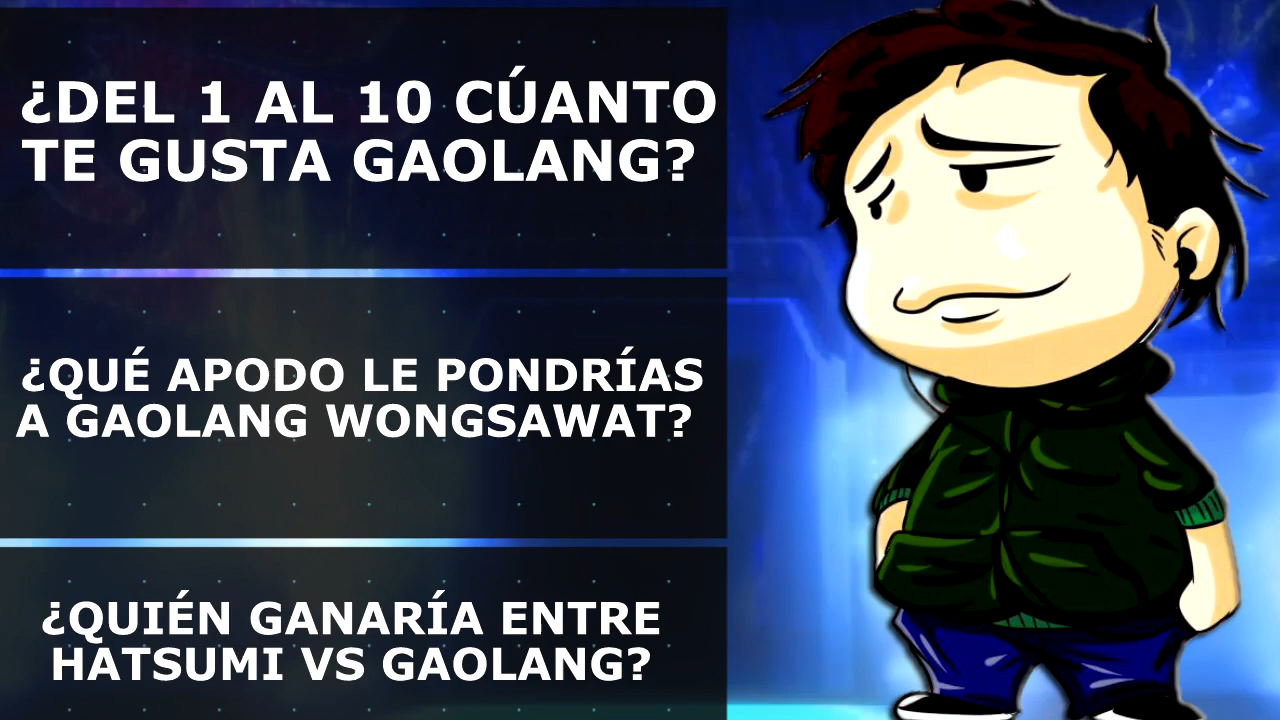 ¿DEL 1 AL 10 CÚANTO
TE GUSTA GAOLANG?
¿QUÉ APODO LE PONDRÍAS
A GAOLANG WONGSAWAT?
¿QUIÉN GANARÍA ENTRE
HATSUMI VS GAOLANG?